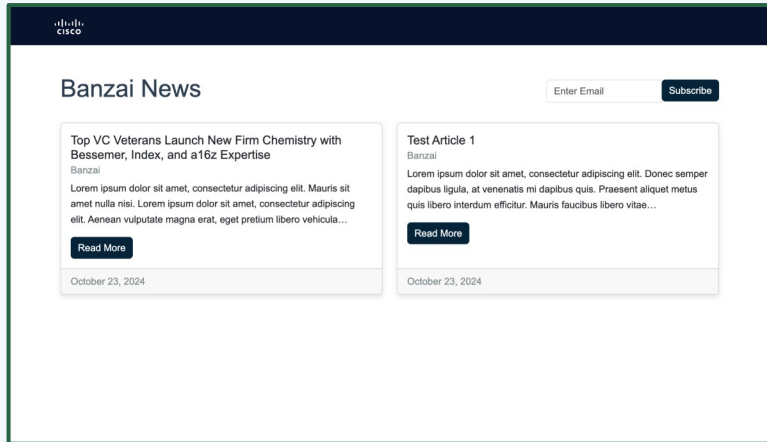 CISCO
Banzai News
Enter Email
Subscribe
Top VC Veterans Launch New Firm Chemistry with
Bessemer, Index, and a16z Expertise
Banzai
Lorem ipsum dolor sit amet, consectetur adipiscing elit. Mauris sit
amet nulla nisi. Lorem ipsum dolor sit amet, consectetur adipiscing
elit. Aenean vulputate magna erat, eget pretium libero vehicula…
Read More
October 23, 2024
Test Article 1
Banzai
Lorem ipsum dolor sit amet, consectetur adipiscing elit. Donec semper
dapibus ligula, at venenatis mi dapibus quis. Praesent aliquet metus
quis libero interdum efficitur. Mauris faucibus libero vitae…
Read More
October 23, 2024